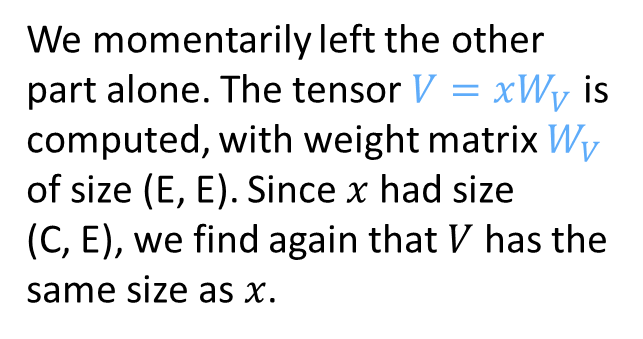 We momentarily left the other
part alone. The tensor V = xW_V is
computed, with weight matrix W_V
of size (E, E). Since x had size
(C, E), we find again that V has the
same size as x.